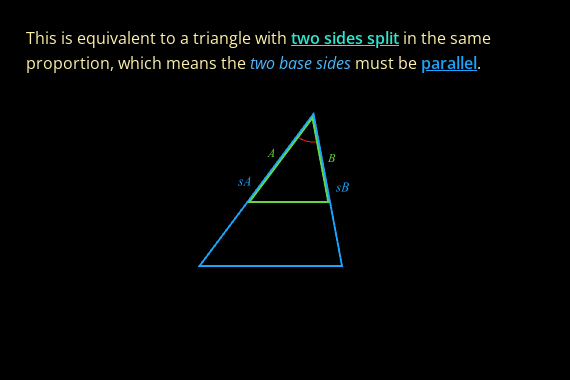 This is equivalent to a triangle with two sides split in the same
proportion, which means the two base sides must be parallel.
A
B
sA
sB